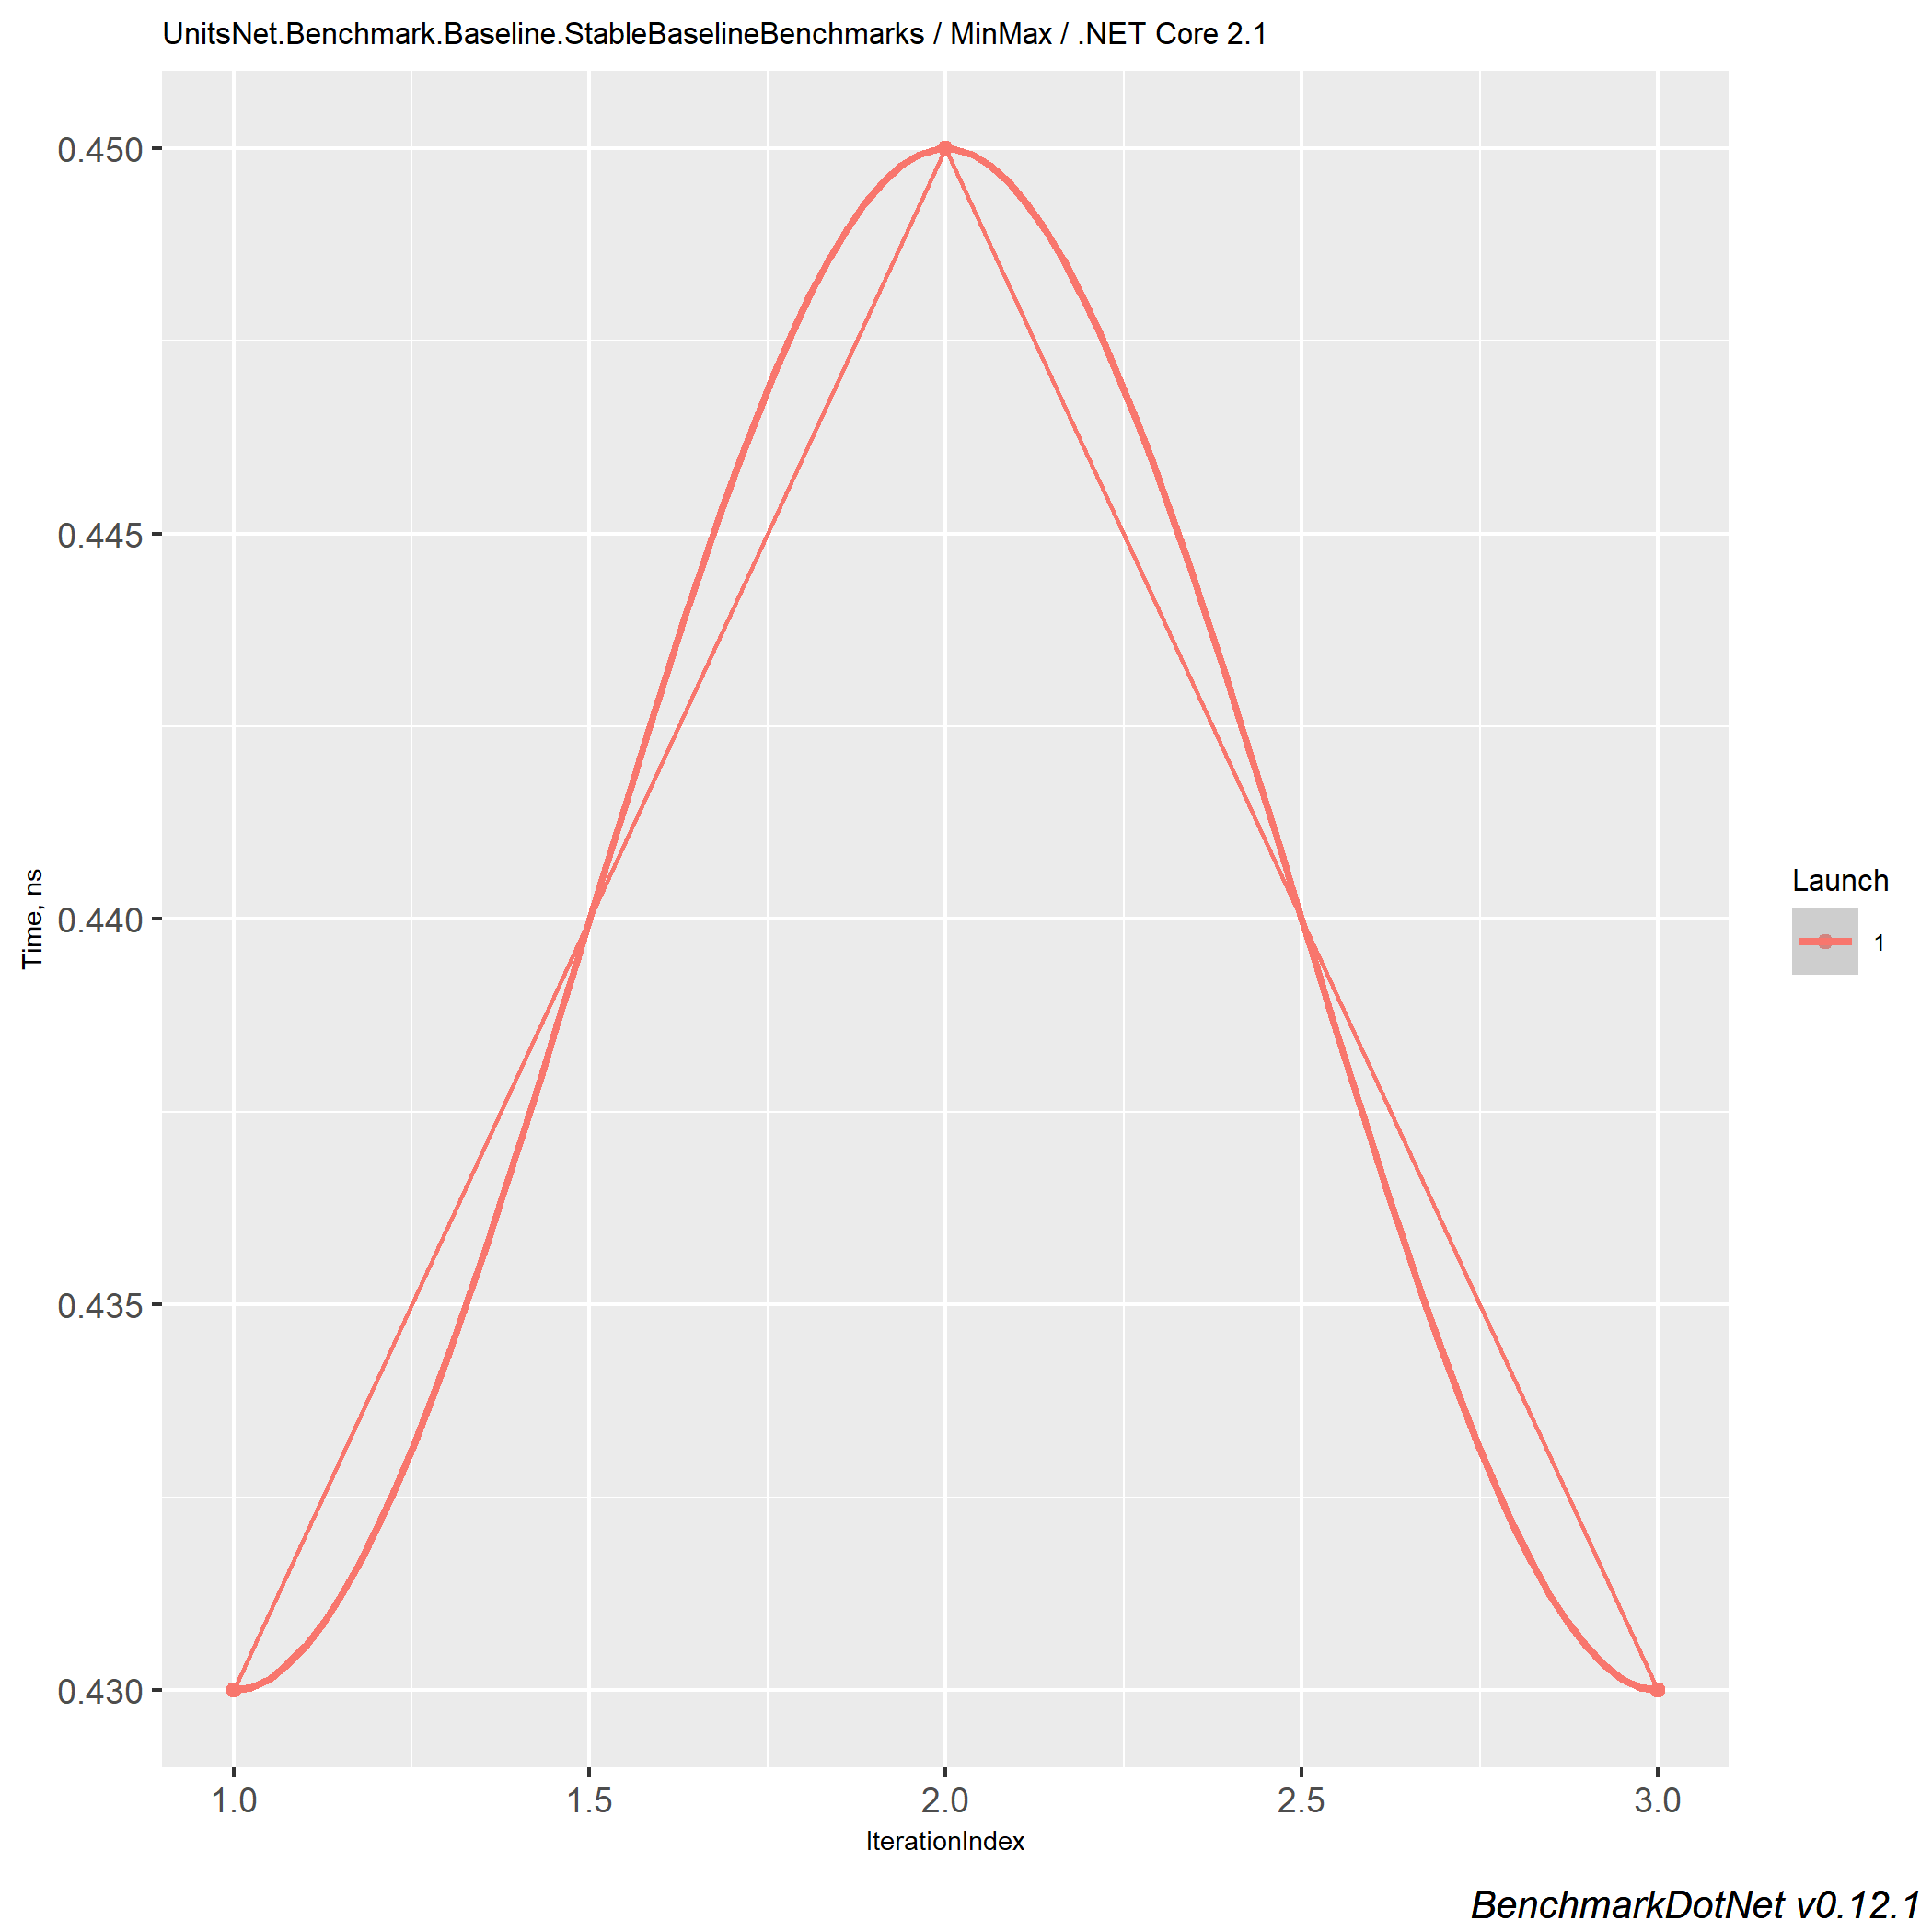 UnitsNet.Benchmark.Baseline.StableBaselineBenchmarks / MinMax / .NET Core 2.1
0.450
0.445
0.440
0.435
0.430
Time, ns
1.0 1.5 2.0 2.5 3.0
IterationIndex
Launch
1
BenchmarkDotNet v0.12.1